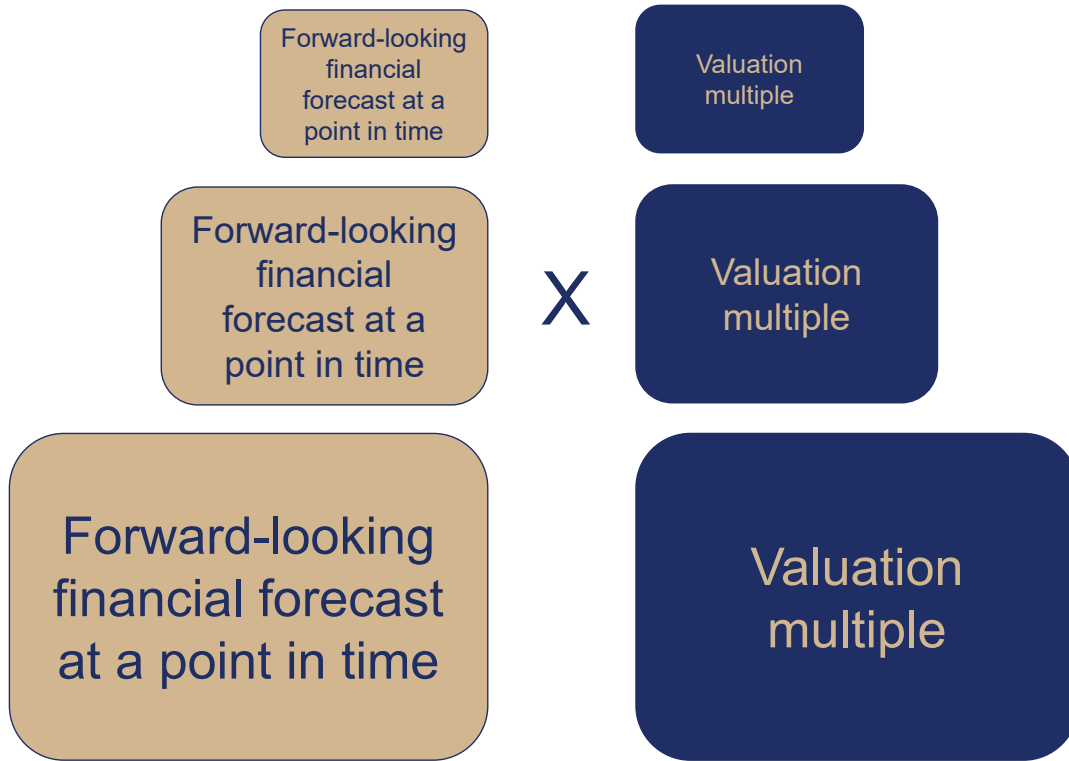 Forward-looking
financial
forecast at a
point in time
Valuation
multiple
Forward-looking
financial
forecast at a
point in time
X
Valuation
multiple
Forward-looking
financial forecast
at a point in time
Valuation
multiple